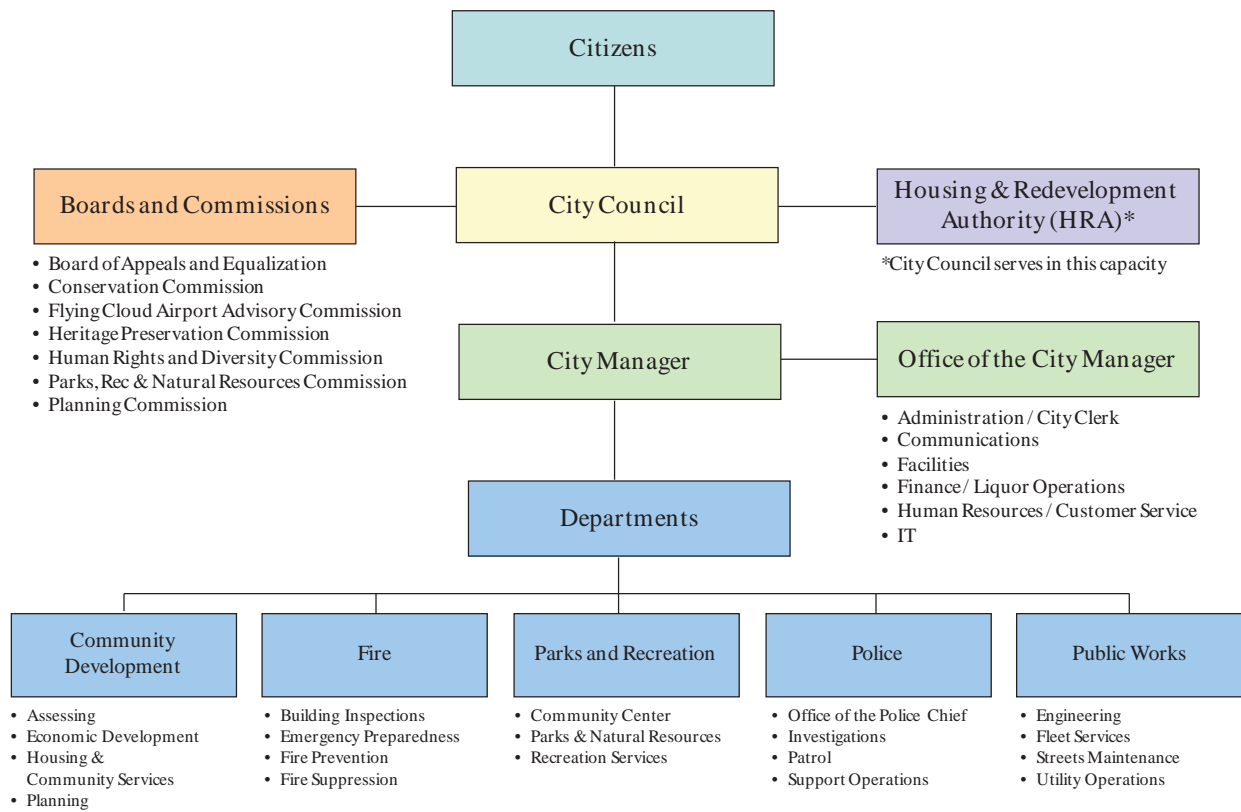 Citizens
Boards and Commissions
• Board of Appeals and Equalization
• Conservation Commission
• Flying Cloud Airport Advisory Commission
• Heritage Preservation Commission
• Human Rights and Diversity Commission
• Parks, Rec & Natural Resources Commission
• Planning Commission
City Council
Housing & Redevelopment
Authority (HRA)*
*City Council serves in this capacity
City Manager
Office of the City Manager
• Administration / City Clerk
• Communications
• Facilities
• Finance / Liquor Operations
• Human Resources / Customer Service
• IT
Departments
Community
Development
• Assessing
• Economic Development
• Housing &
Community Services
• Planning
Fire
• Building Inspections
• Emergency Preparedness
• Fire Prevention
• Fire Suppression
Parks and Recreation
• Community Center
• Parks & Natural Resources
• Recreation Services
Police
• Office of the Police Chief
• Investigations
• Patrol
• Support Operations
Public Works
• Engineering
• Fleet Services
• Streets Maintenance
• Utility Operations